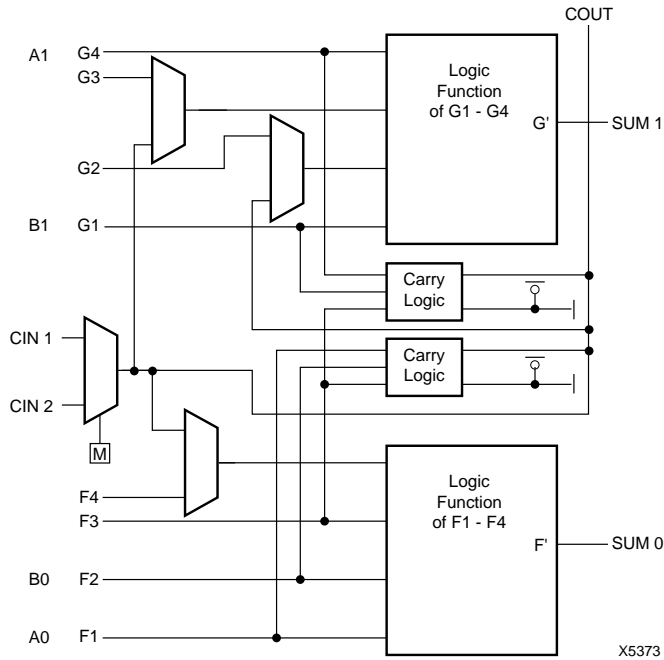 COUT
A1 G4
G3
Logic
Function
of G1 - G4
G'
SUM 1
G2
B1 G1
Carry
Logic
CIN 1
Carry
Logic
CIN 2
M
F4
F3
Logic
Function
of F1 - F4
F'
SUM 0
B0 F2
A0 F1
X5373